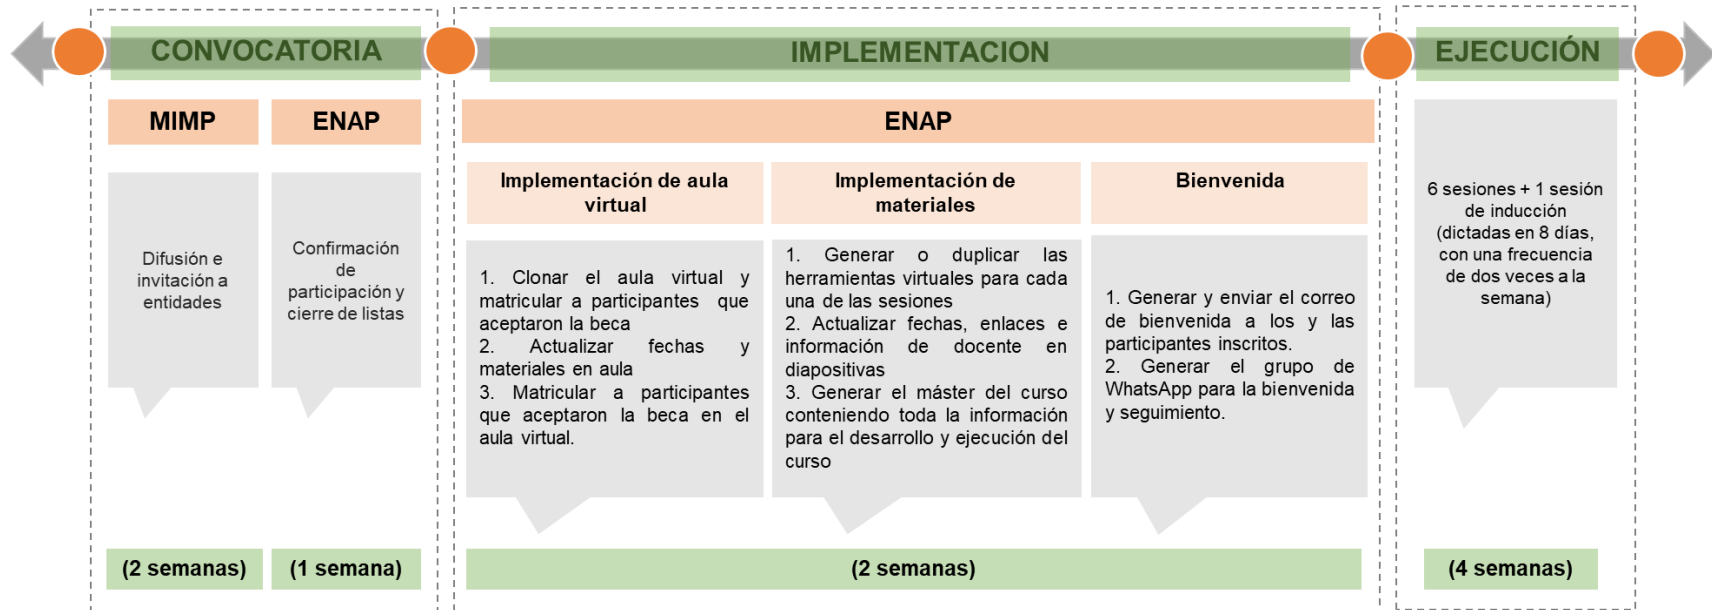 CONVOCATORIA
IMPLEMENTACION
EJECUCIÓN
MIMP
ENAP
ENAP
Implementación de aula
virtual
Implementación de
materiales
Bienvenida
Difusión e
invitación a
entidades
Confirmación
de
participación y
cierre de listas
1. Clonar el aula virtual y
matricular a participantes que
aceptaron la beca
2. Actualizar fechas y
materiales en aula
3. Matricular a participantes
que aceptaron la beca en el
aula virtual.
1. Generar o duplicar las
herramientas virtuales para cada
una de las sesiones
2. Actualizar fechas, enlaces e
información de docente en
diapositivas
3. Generar el máster del curso
conteniendo toda la información
para el desarrollo y ejecución del
curso
1. Generar y enviar el correo
de bienvenida a los y las
participantes inscritos.
2. Generar el grupo de
WhatsApp para la bienvenida
y seguimiento.
6 sesiones + 1 sesión
de inducción
(dictadas en 8 días,
con una frecuencia
de dos veces a la
semana)
(2 semanas)
(1 semana)
(2 semanas)
(4 semanas)